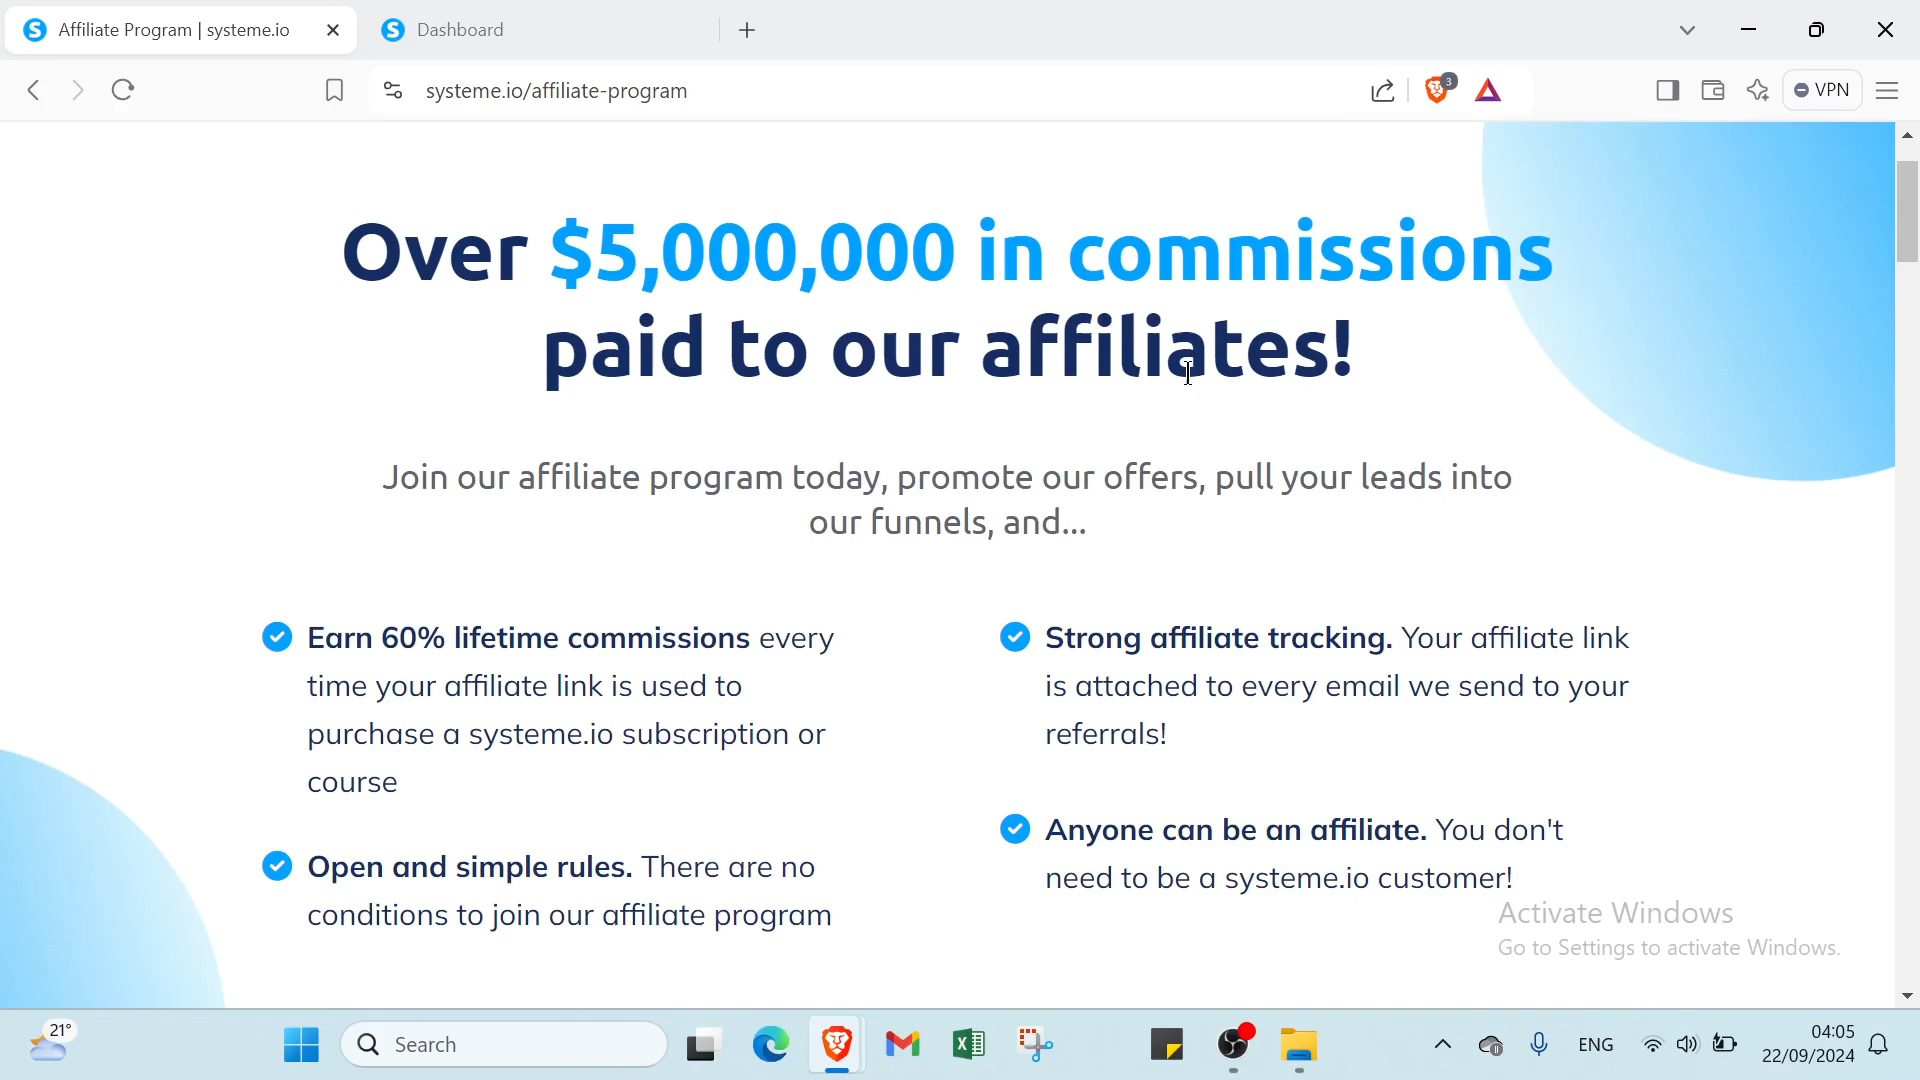 Affiliate Program | systeme.io
Dashboard
systeme.io/affiliate-program
3
VPN
Over $5,000,000 in commissions
paid to our affiliates!
Join our affiliate program today, promote our offers, pull your leads into
our funnels, and...
Earn 60% lifetime commissions every
time your affiliate link is used to
purchase a systeme.io subscription or
course
Open and simple rules. There are no
conditions to join our affiliate program
Strong affiliate tracking. Your affiliate link
is attached to every email we send to your
referrals!
Anyone can be an affiliate. You don't
need to be a systeme.io customer!
Activate Windows
Go to Settings to activate Windows.
21°
Search
ENG
04:05
22/09/2024